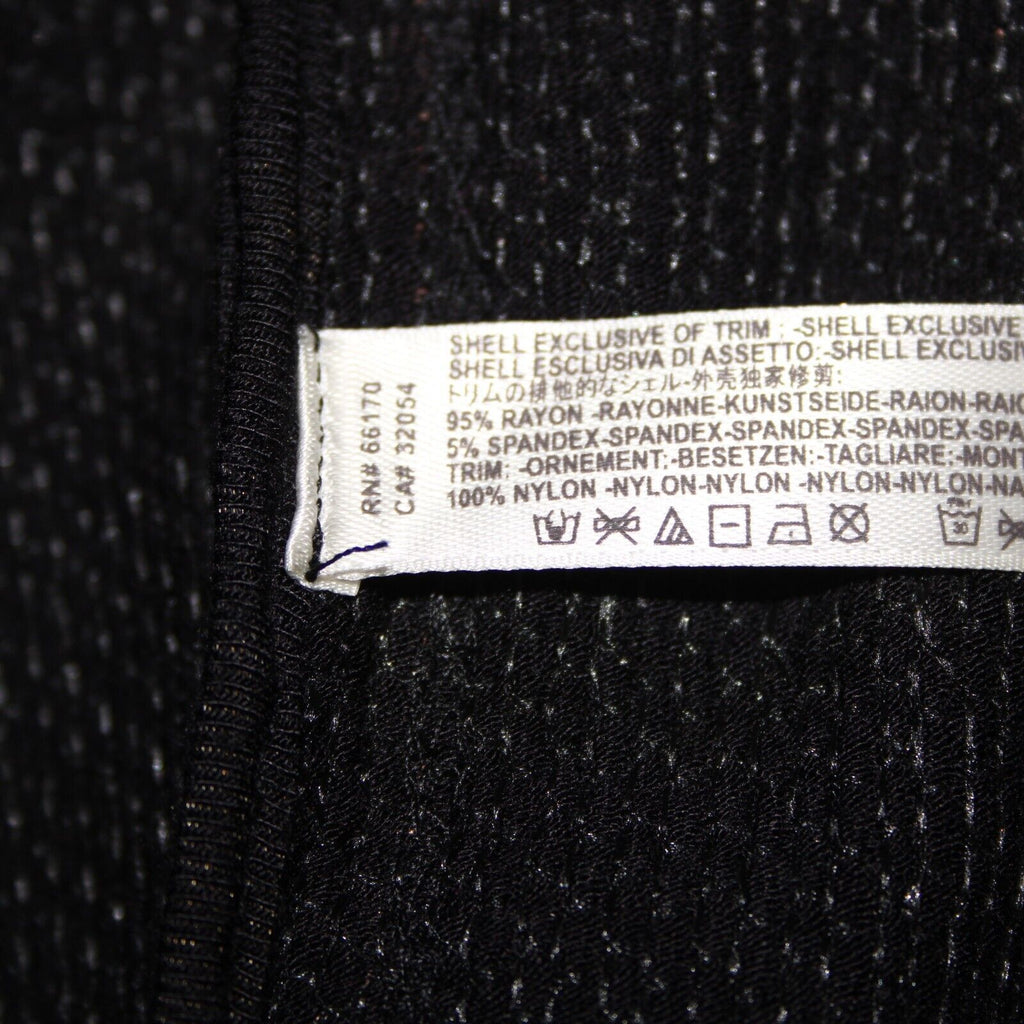 SHELL EXCLUSIVE OF TRIM : -SHELL EXCLUSIVE
SHELL ESCLUSIVA DI ASSETTO:-SHELL EXCLUSI
トリムの排他的なシェル-外壳独家修剪:
95% RAYON -RAYONNE-KUNSTSEIDE-RAION-RAIO
5% SPANDEX-SPANDEX-SPANDEX-SPANDEX-SPA
TRIM: -ORNEMENT:-BESETZEN:-TAGLIARE:-MONT
100% NYLON -NYLON-NYLON -NYLON-NYLON-NA
30
RN# 66170
CA# 32054